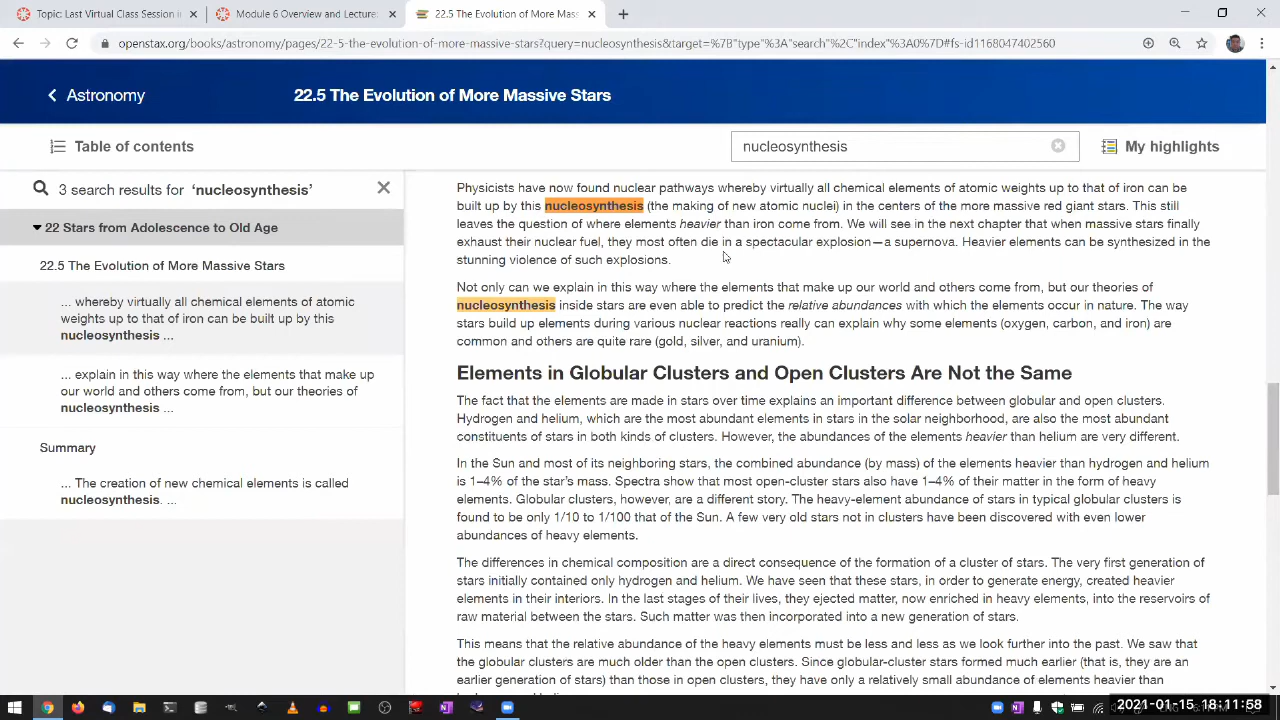 Topic: Last Virtual Class Session in
Module 6 Overview and Lecture
22.5 The Evolution of More Mass
openstax.org/books/astronomy/pages/22-5-the-evolution-of-more-massive-stars?query=nucleosynthesis&target=%7B"type"%3A"search"%2C"index"%3A0%7D#fs-id1168047402560
Astronomy
22.5 The Evolution of More Massive Stars
Table of contents
nucleosynthesis
My highlights
3 search results for 'nucleosynthesis'
22 Stars from Adolescence to Old Age
22.5 The Evolution of More Massive Stars
... whereby virtually all chemical elements of atomic
weights up to that of iron can be built up by this
nucleosynthesis ...
... explain in this way where the elements that make up
our world and others come from, but our theories of
nucleosynthesis ...
Summary
... The creation of new chemical elements is called
nucleosynthesis. ...
Physicists have now found nuclear pathways whereby virtually all chemical elements of atomic weights up to that of iron can be
built up by this nucleosynthesis (the making of new atomic nuclei) in the centers of the more massive red giant stars. This still
leaves the question of where elements heavier than iron come from. We will see in the next chapter that when massive stars finally
exhaust their nuclear fuel, they most often die in a spectacular explosion—a supernova. Heavier elements can be synthesized in the
stunning violence of such explosions.
Not only can we explain in this way where the elements that make up our world and others come from, but our theories of
nucleosynthesis inside stars are even able to predict the relative abundances with which the elements occur in nature. The way
stars build up elements during various nuclear reactions really can explain why some elements (oxygen, carbon, and iron) are
common and others are quite rare (gold, silver, and uranium).
Elements in Globular Clusters and Open Clusters Are Not the Same
The fact that the elements are made in stars over time explains an important difference between globular and open clusters.
Hydrogen and helium, which are the most abundant elements in stars in the solar neighborhood, are also the most abundant
constituents of stars in both kinds of clusters. However, the abundances of the elements heavier than helium are very different.
In the Sun and most of its neighboring stars, the combined abundance (by mass) of the elements heavier than hydrogen and helium
is 1–4% of the star's mass. Spectra show that most open-cluster stars also have 1–4% of their matter in the form of heavy
elements. Globular clusters, however, are a different story. The heavy-element abundance of stars in typical globular clusters is
found to be only 1/10 to 1/100 that of the Sun. A few very old stars not in clusters have been discovered with even lower
abundances of heavy elements.
The differences in chemical composition are a direct consequence of the formation of a cluster of stars. The very first generation of
stars initially contained only hydrogen and helium. We have seen that these stars, in order to generate energy, created heavier
elements in their interiors. In the last stages of their lives, they ejected matter, now enriched in heavy elements, into the reservoirs of
raw material between the stars. Such matter was then incorporated into a new generation of stars.
This means that the relative abundance of the heavy elements must be less and less as we look further into the past. We saw that
the globular clusters are much older than the open clusters. Since globular-cluster stars formed much earlier (that is, they are an
earlier generation of stars) than those in open clusters, they have only a relatively small abundance of elements heavier than
2021-01-15 18:11:58